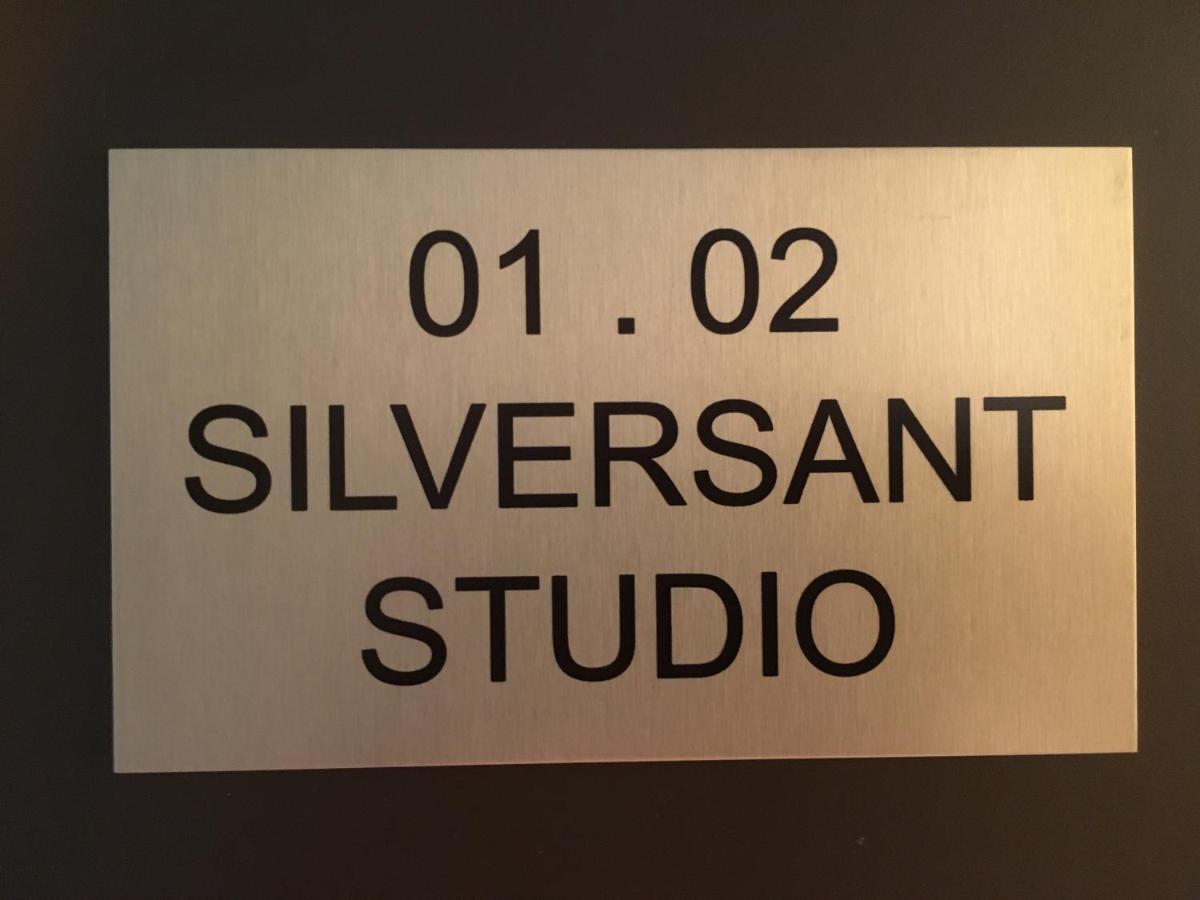 01 . 02
SILVERSANT
STUDIO